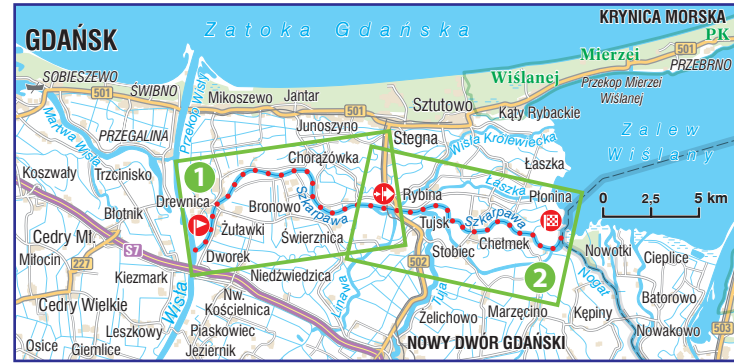 KRYNICA MORSKA
PK
GDAŃSK
Zatoka Gdańska
501
Mierzei
PRZEBRNO
Wiślanej
SOBIESZEWO
ŚWIBNO
501
Mikoszewo
Jantar
501
Sztutowo
Przekop Mierzei
Wiślanej
Kąty Rybackie
Przekop Wisły
Junoszyno
Stegna
Martwa Wisła
PRZEGALINA
Wisła Królewiecka
Zalew
Wiślany
Chorążówka
Łaszka
Koszwały
Trzcinisko
1
Łaszka
Płonina
Drewnica
Szkarpawa
Rybina
0 2,5 5 km
Błotnik
Bronowo
Szkarpawa
Cedry Mł.
Żuławki
Tujsk
Świerznica
Chełmek
S7
Stobiec
Nowotki
Miłocin
Dworek
502
2
Cieplice
227
Kiezmark
Niedźwiedzica
Linawa
Tuja
Nogat
Wisła
Batorowo
Cedry Wielkie
Nw.
Kościelnica
Żelichowo
Marzęcino
Kępiny
Leszkowy
Piaskowiec
Nowakowo
503
Osice
Giemlice
Jeziernik
NOWY DWÓR GDAŃSKI